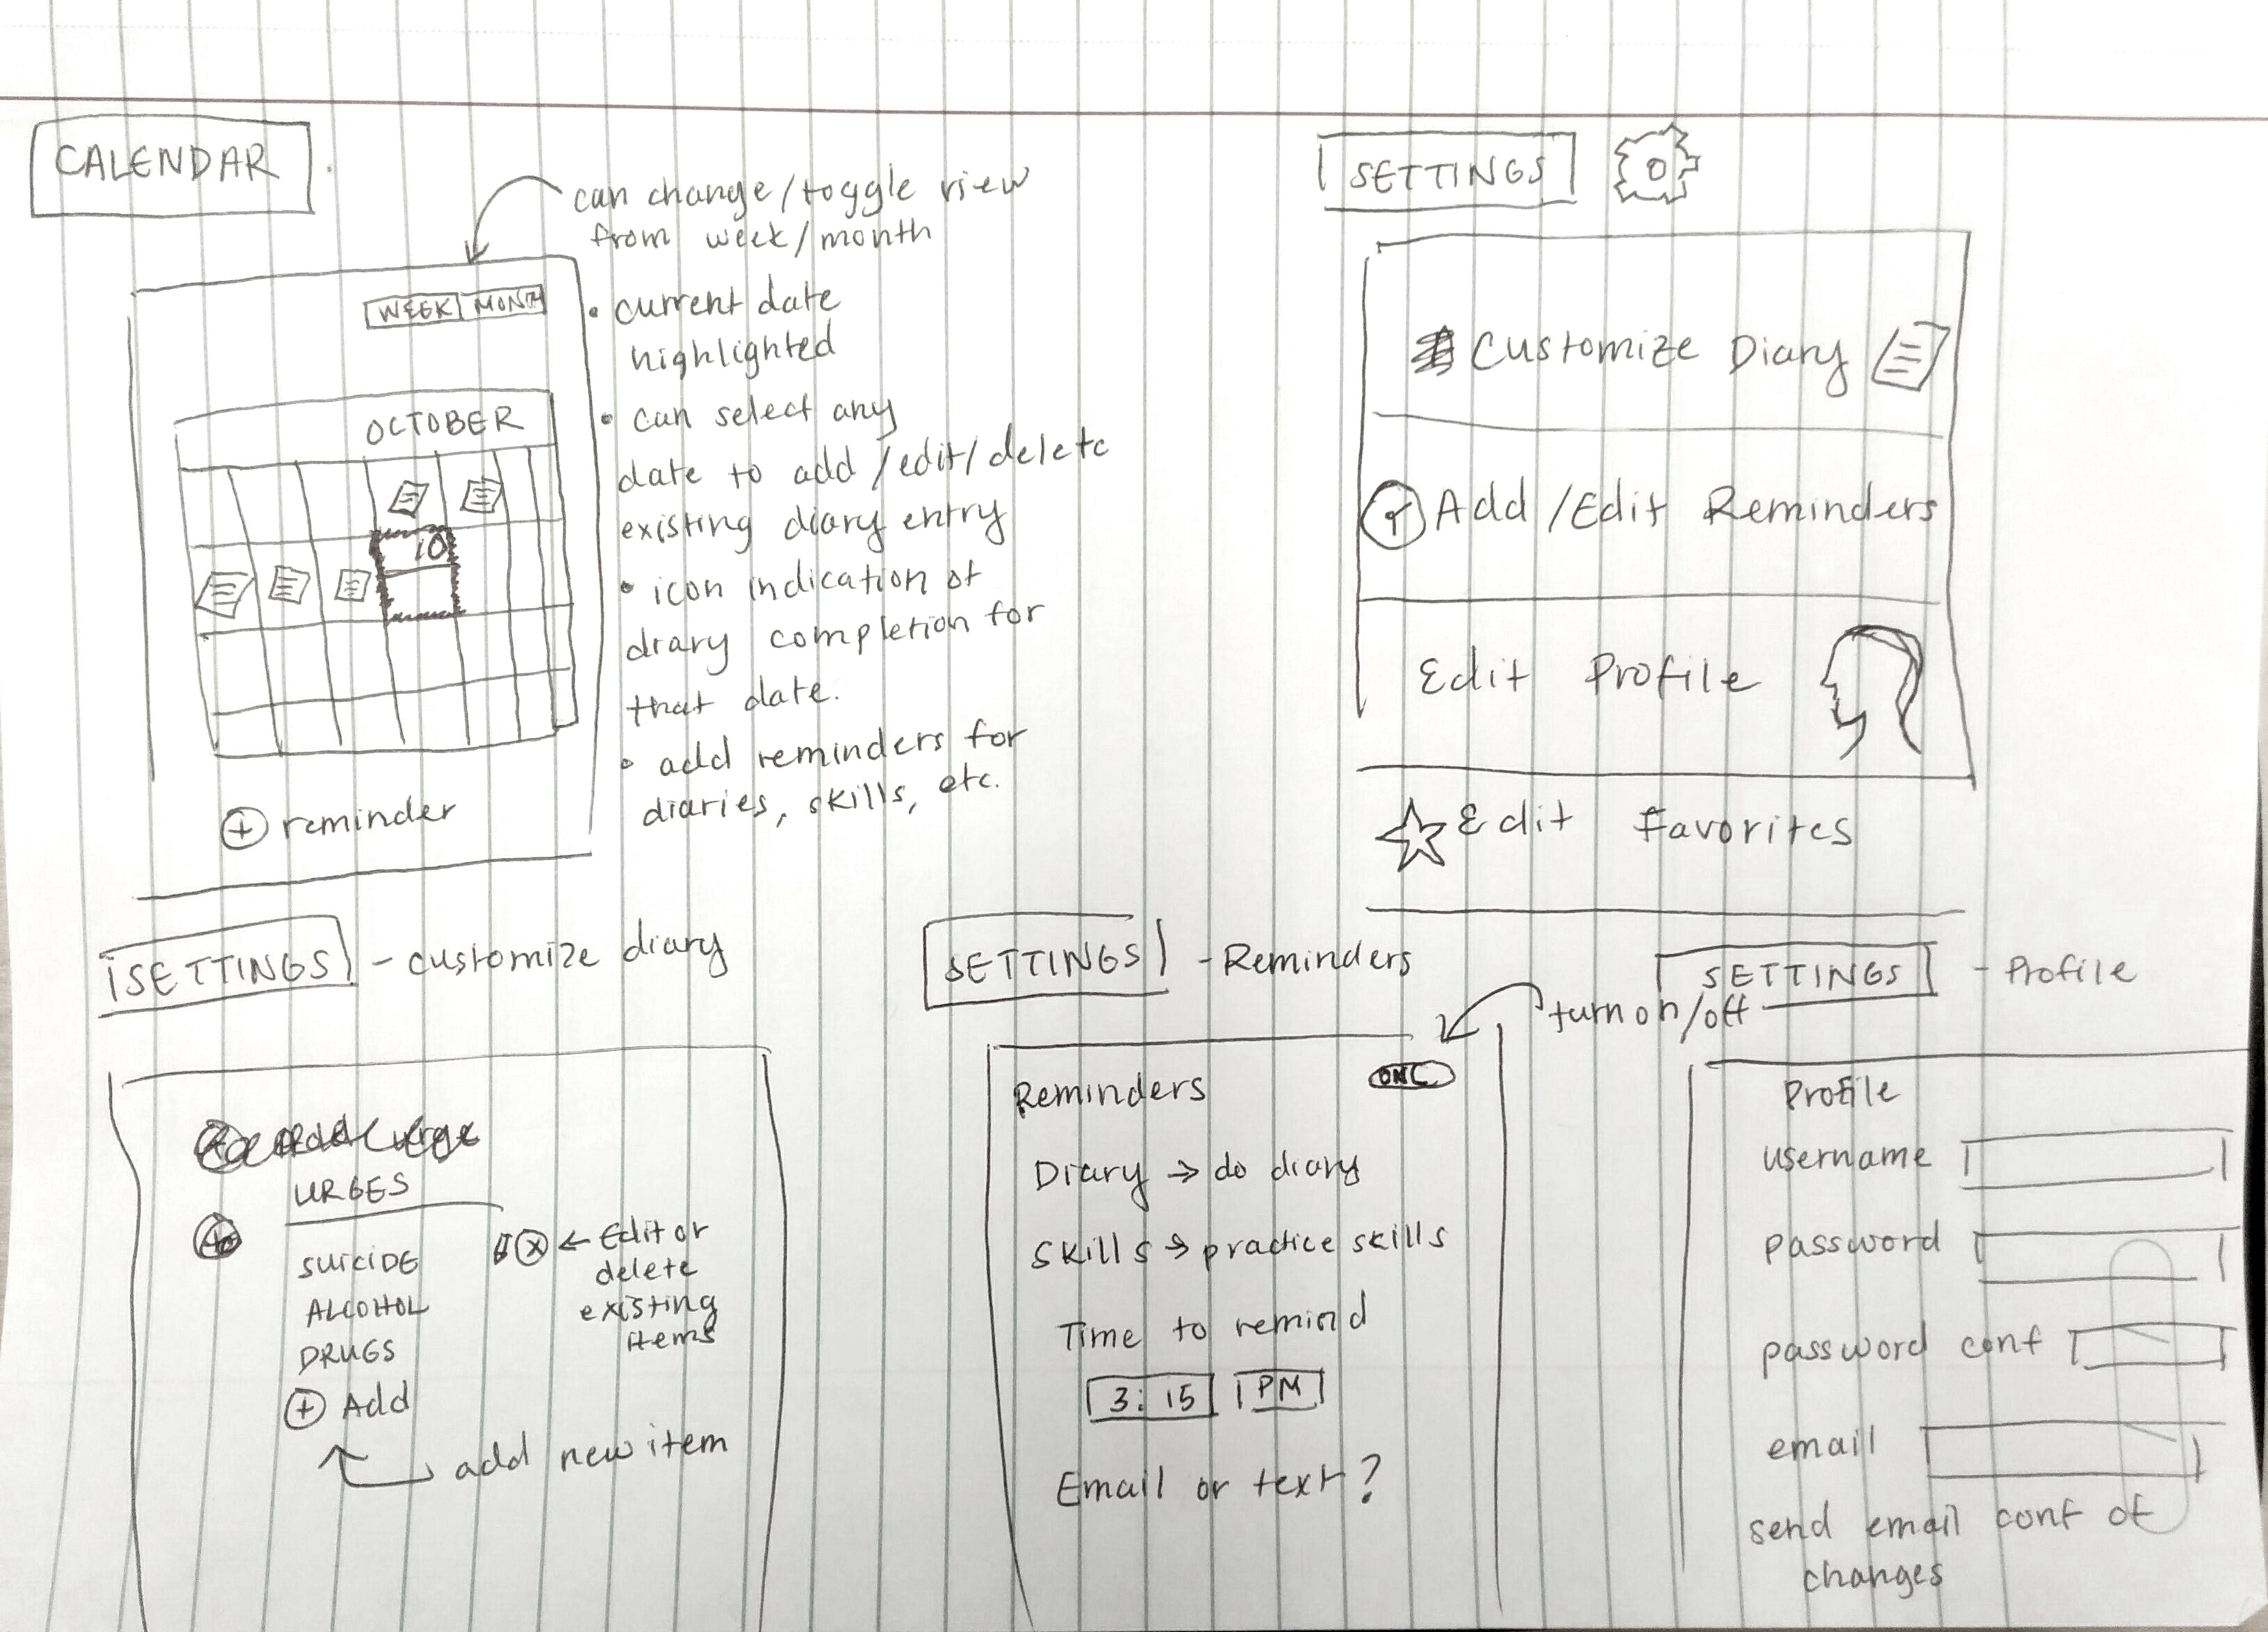 CALENDAR
can change/toggle view
from week/month
WEEK MONTH
• current date
highlighted
• can select any
date to add/edit/delete
existing diary entry
• icon indication of
diary completion for
that date.
• add reminders for
diaries, skills, etc.
OCTOBER
10
+ reminder
SETTINGS
Customize Diary
Add/Edit Reminders
Edit Profile
Edit Favorites
SETTINGS - customize diary
URGES
SUICIDE
ALCOHOL
DRUGS
+ Add
x ← Edit or
delete
existing
items
add new item
SETTINGS - Reminders
turn on/off
Reminders ON
Diary → do diary
Skills → practice skills
Time to remind
3:15 PM
Email or text?
SETTINGS - Profile
Profile
username
password
password conf
email
send email conf of
changes